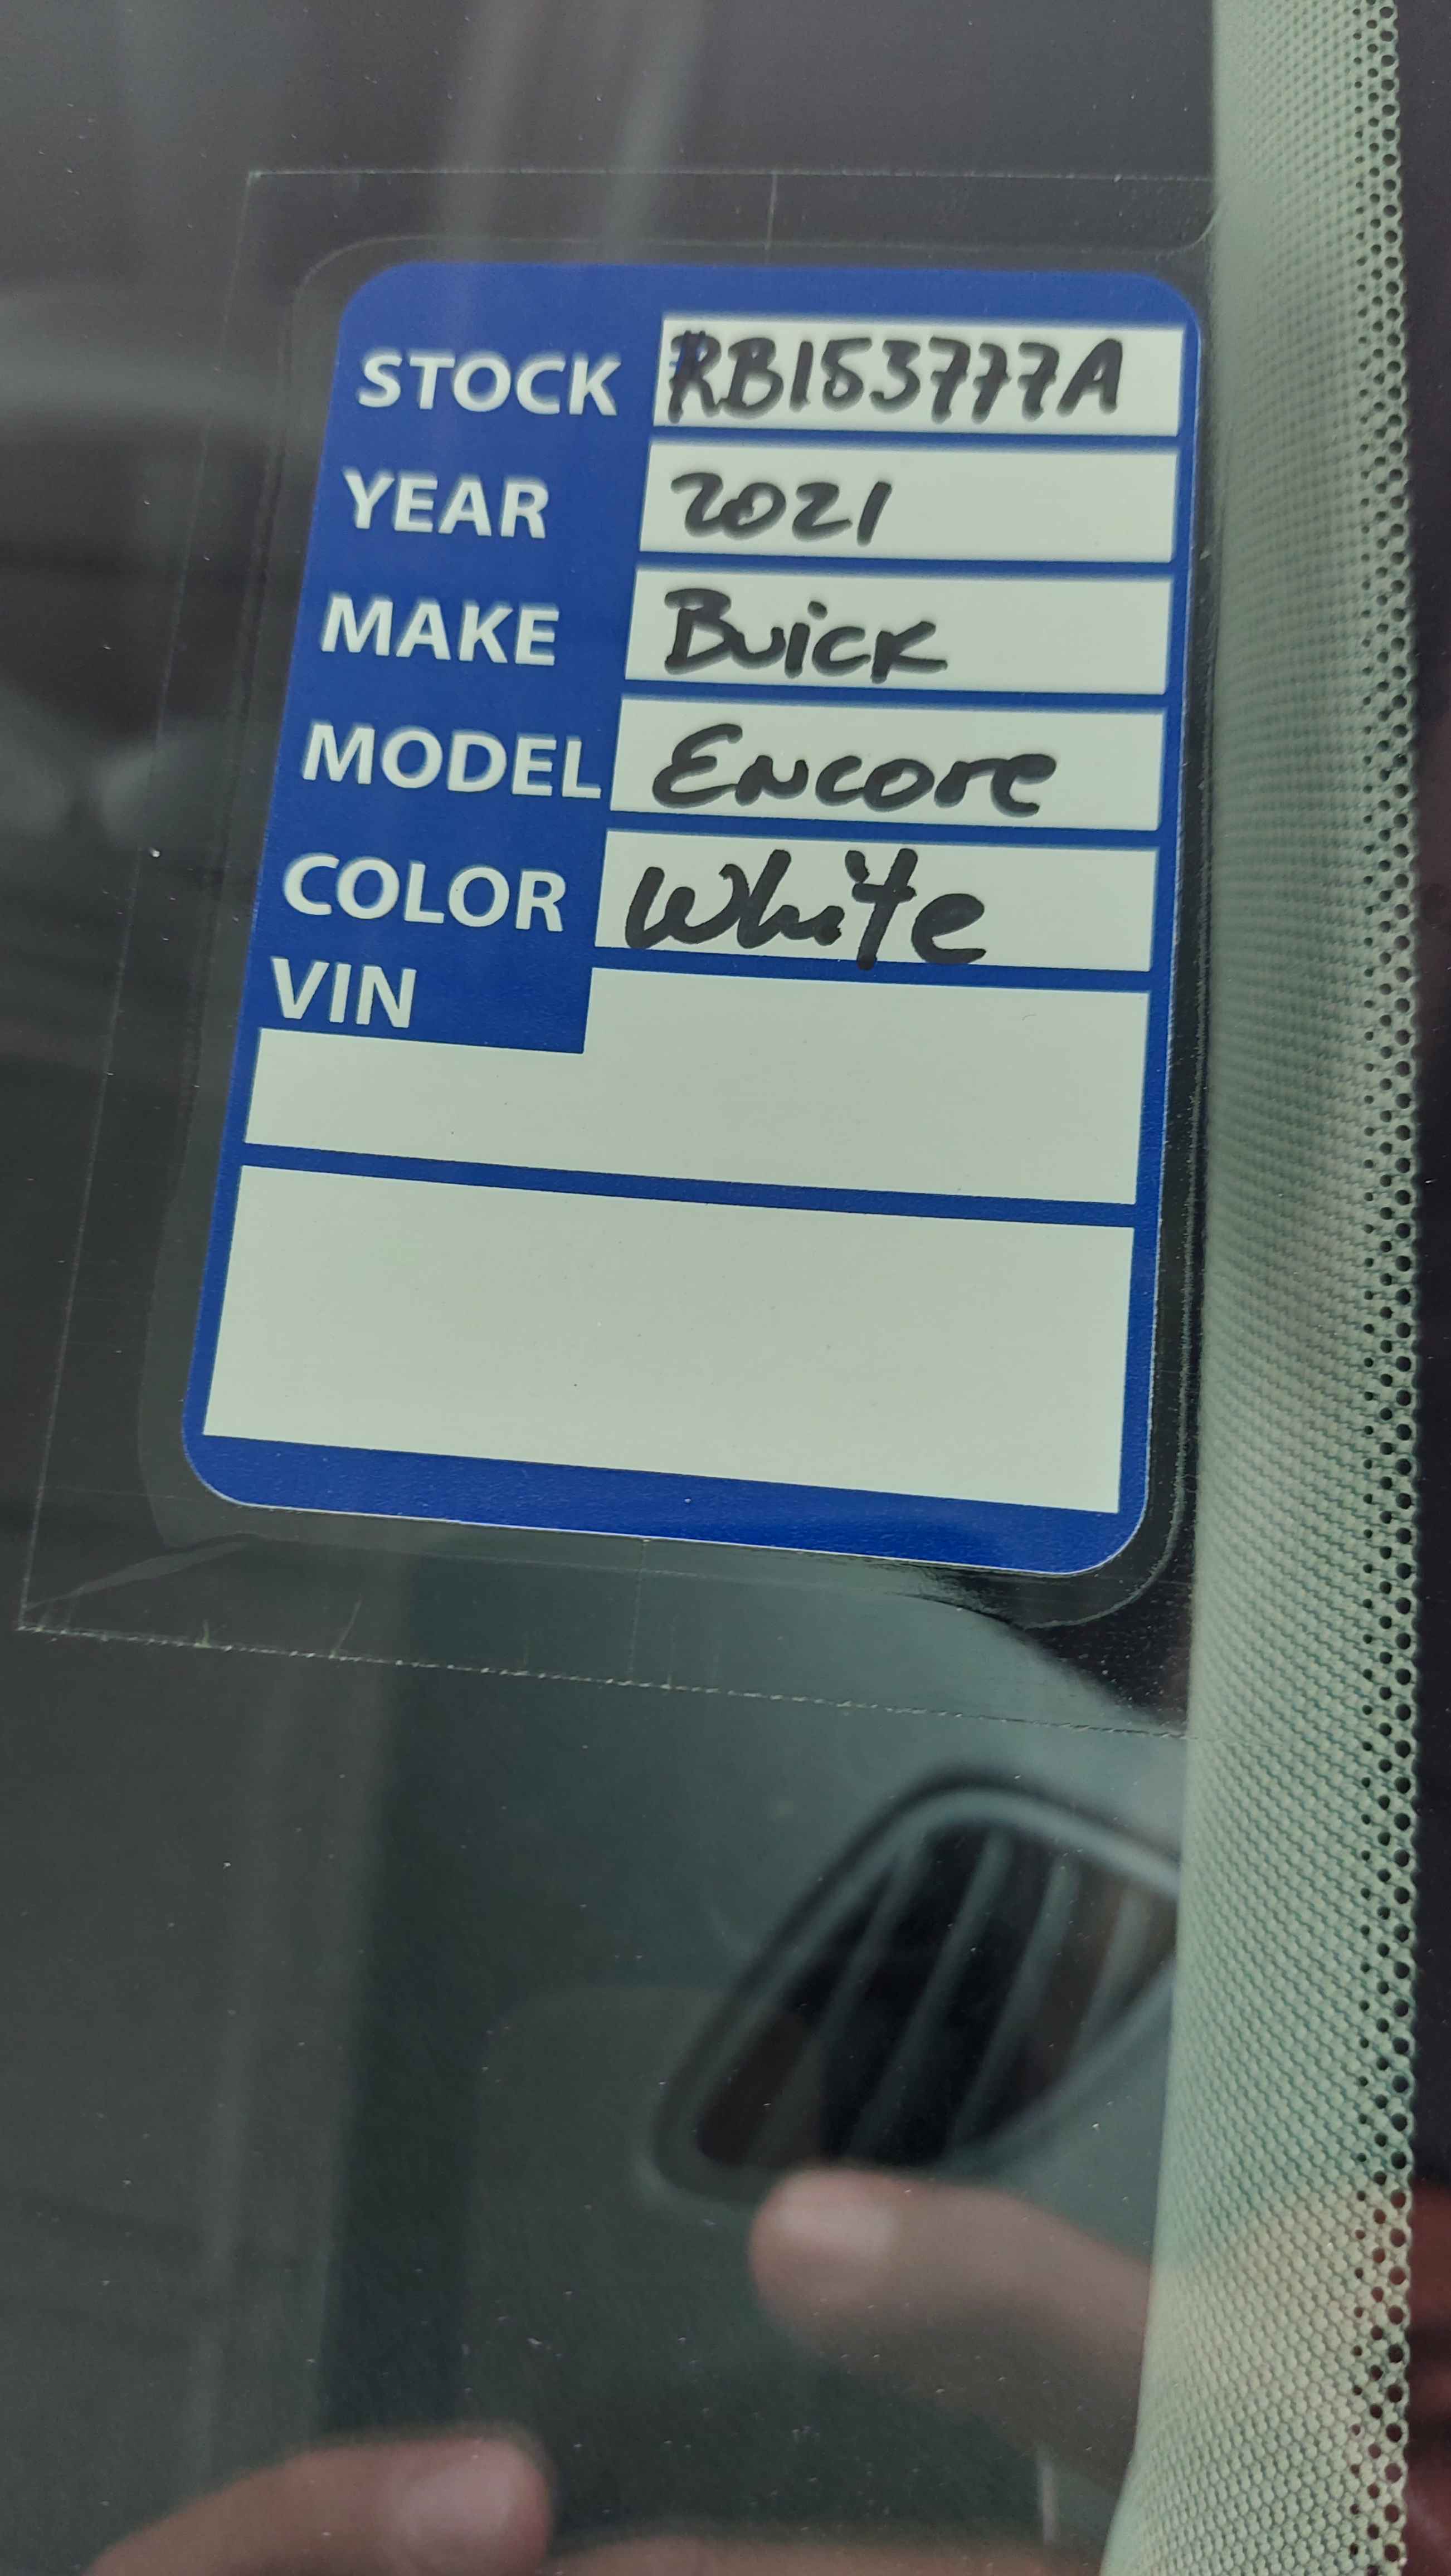 STOCK RB153777A
YEAR 2021
MAKE Buick
MODEL Encore
COLOR White
VIN